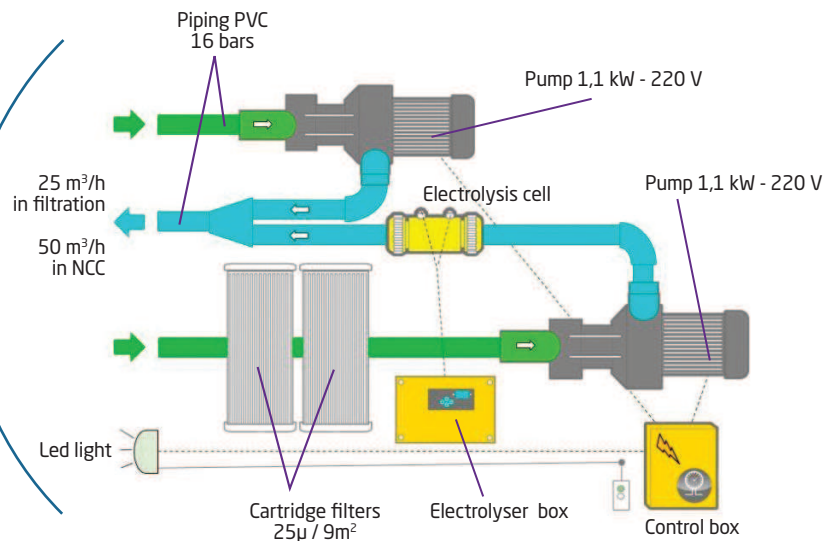 Piping PVC
16 bars
Pump 1,1 kW - 220 V
25 m³/h
in filtration
50 m³/h
in NCC
Electrolysis cell
Pump 1,1 kW - 220 V
Led light
Cartridge filters
25µ / 9m²
Electrolyser box
Control box